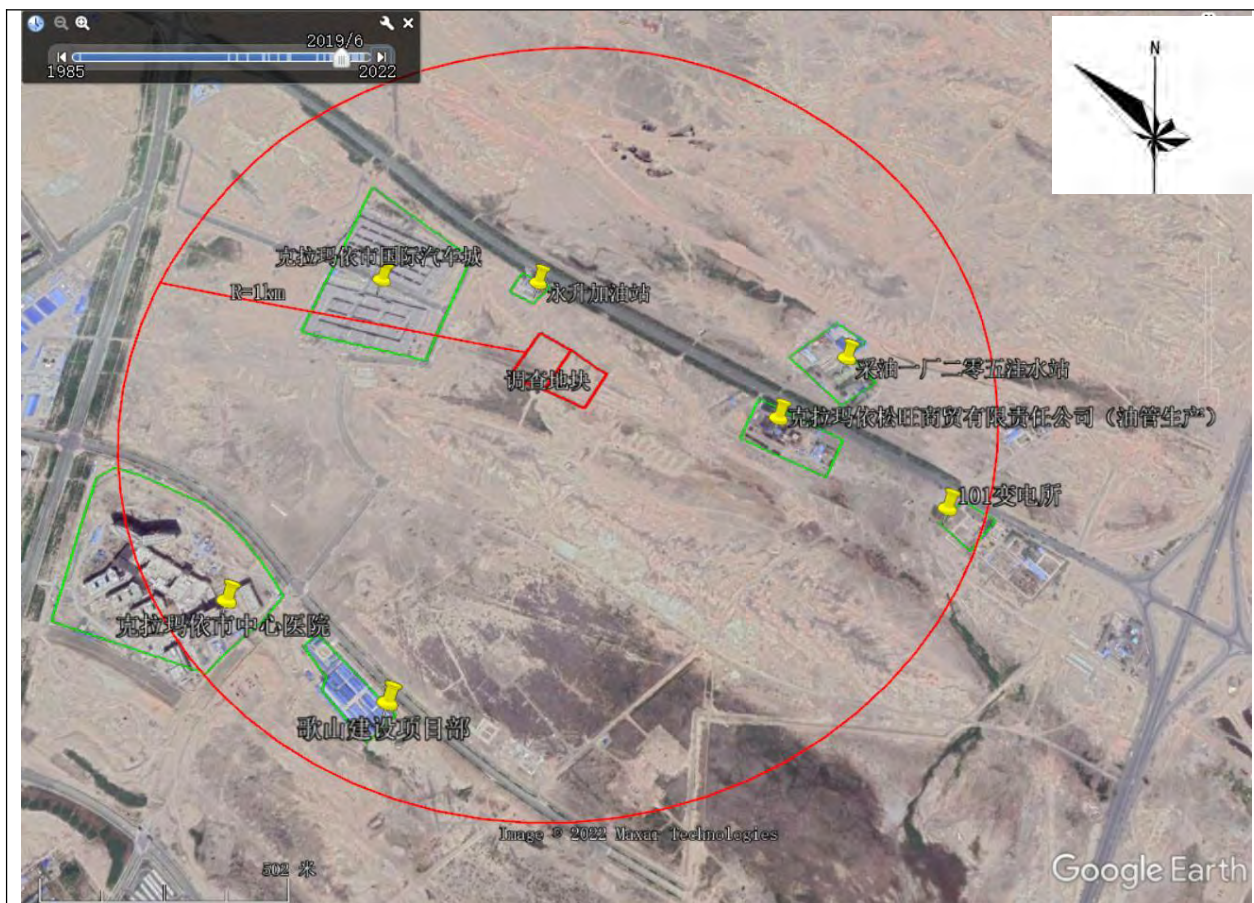 2019/6
1985
2022
N
克拉玛依市国际汽车城
R=1km
永升加油站
调查地块
采油一厂二零五注水站
克拉玛依松旺商贸有限责任公司（油管生产）
101变电所
克拉玛依市中心医院
歌山建设项目部
Image © 2022 Maxar Technologies
502 米
Google Earth